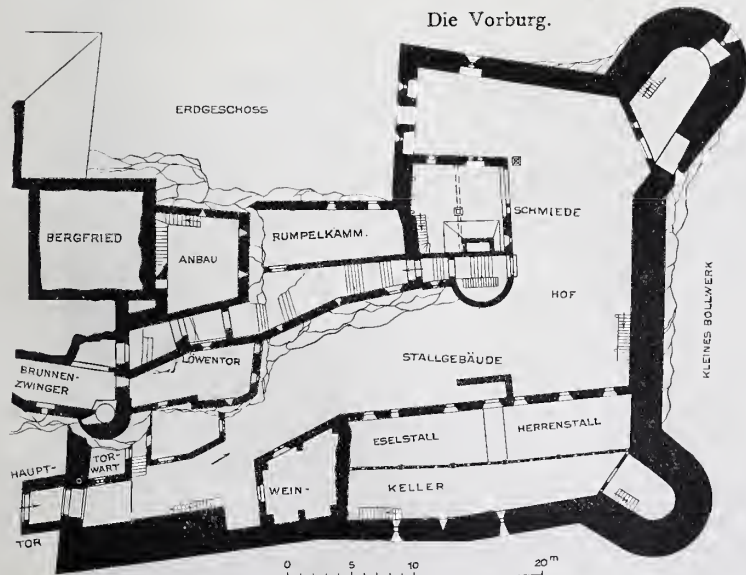 Die Vorburg.
ERDGESCHOSS
BERGFRIED
ANBAU
RUMPELKAMM.
SCHMIEDE
HOF
KLEINES BOLLWERK
STALLGEBÄUDE
LÖWENTOR
BRUNNEN-
ZWINGER
HAUPT-
TOR
TOR-
WART
WEIN-
KELLER
ESELSTALL
HERRENSTALL
0 5 10 20 m